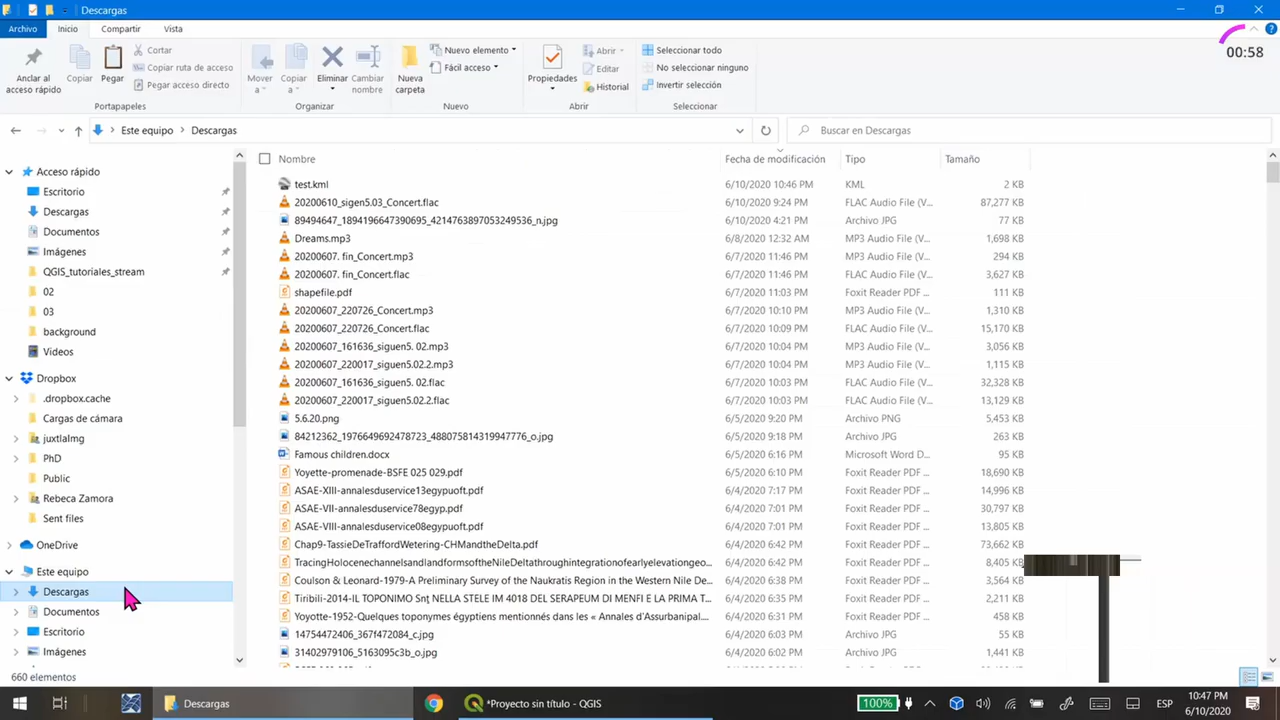 Descargas
Archivo Inicio Compartir Vista
00:58
Anclar al acceso rápido
Copiar
Pegar
Cortar
Copiar ruta de acceso
Pegar acceso directo
Portapapeles
Mover a
Copiar a
Eliminar
Cambiar nombre
Organizar
Nueva carpeta
Nuevo elemento
Fácil acceso
Nuevo
Propiedades
Abrir
Editar
Historial
Abrir
Seleccionar todo
No seleccionar ninguno
Invertir selección
Seleccionar
Este equipo > Descargas
Buscar en Descargas
Acceso rápido
Escritorio
Descargas
Documentos
Imágenes
QGIS_tutoriales_stream
02
03
background
Videos
Dropbox
.dropbox.cache
Cargas de cámara
juxtlaImg
PhD
Public
Rebeca Zamora
Sent files
OneDrive
Este equipo
Descargas
Documentos
Escritorio
Imágenes
Nombre Fecha de modificación Tipo Tamaño
test.kml 6/10/2020 10:46 PM KML 2 KB
20200610_sigen5.03_Concert.flac 6/10/2020 9:24 PM FLAC Audio File (V... 87,277 KB
89494647_1894196647390695_4214763897053249536_n.jpg 6/10/2020 4:21 PM Archivo JPG 77 KB
Dreams.mp3 6/8/2020 12:32 AM MP3 Audio File (V... 1,698 KB
20200607. fin_Concert.mp3 6/7/2020 11:46 PM MP3 Audio File (V... 294 KB
20200607. fin_Concert.flac 6/7/2020 11:46 PM FLAC Audio File (V... 3,627 KB
shapefile.pdf 6/7/2020 11:03 PM Foxit Reader PDF ... 111 KB
20200607_220726_Concert.mp3 6/7/2020 10:10 PM MP3 Audio File (V... 1,310 KB
20200607_220726_Concert.flac 6/7/2020 10:09 PM FLAC Audio File (V... 15,170 KB
20200607_161636_siguen5. 02.mp3 6/7/2020 10:04 PM MP3 Audio File (V... 3,056 KB
20200607_220017_siguen5.02.2.mp3 6/7/2020 10:04 PM MP3 Audio File (V... 1,115 KB
20200607_161636_siguen5. 02.flac 6/7/2020 10:03 PM FLAC Audio File (V... 32,328 KB
20200607_220017_siguen5.02.2.flac 6/7/2020 10:03 PM FLAC Audio File (V... 13,129 KB
5.6.20.png 6/5/2020 9:20 PM Archivo PNG 5,453 KB
84212362_1976649692478723_488075814319947776_o.jpg 6/5/2020 9:18 PM Archivo JPG 263 KB
Famous children.docx 6/5/2020 6:16 PM Microsoft Word D... 95 KB
Yoyette-promenade-BSFE 025 029.pdf 6/5/2020 6:10 PM Foxit Reader PDF ... 18,690 KB
ASAE-XIII-annalesduservice13egypuoft.pdf 6/4/2020 7:17 PM Foxit Reader PDF ... 14,996 KB
ASAE-VII-annalesduservice78egyp.pdf 6/4/2020 7:01 PM Foxit Reader PDF ... 30,797 KB
ASAE-VIII-annalesduservice08egypuoft.pdf 6/4/2020 7:01 PM Foxit Reader PDF ... 13,805 KB
Chap9-TassieDeTraffordWetering-CHMandtheDelta.pdf 6/4/2020 6:42 PM Foxit Reader PDF ... 73,662 KB
TracingHolocenechannelsandlandformsoftheNileDeltathroughintegrationofearlyelevationgeo... 6/4/2020 6:42 PM Foxit Reader PDF ... 8,405 KB
Coulson & Leonard-1979-A Preliminary Survey of the Naukratis Region in the Western Nile De... 6/4/2020 6:36 PM Foxit Reader PDF ... 3,564 KB
Tiribili-2014-IL TOPONIMO Snṯ NELLA STELE IM 4018 DEL SERAPEUM DI MENFI E LA PRIMA T... 6/4/2020 6:33 PM Foxit Reader PDF ... 2,211 KB
Yoyotte-1952-Quelques toponymes égyptiens mentionnés dans les « Annales d'Assurbanipal.... 6/4/2020 6:31 PM Foxit Reader PDF ... 458 KB
14754472406_367f472084_c.jpg 6/4/2020 6:03 PM Archivo JPG 55 KB
31402979106_5163095c3b_o.jpg 6/4/2020 6:02 PM Archivo JPG 1,441 KB
660 elementos
Descargas
*Proyecto sin título - QGIS
100%
ESP
10:47 PM
6/10/2020